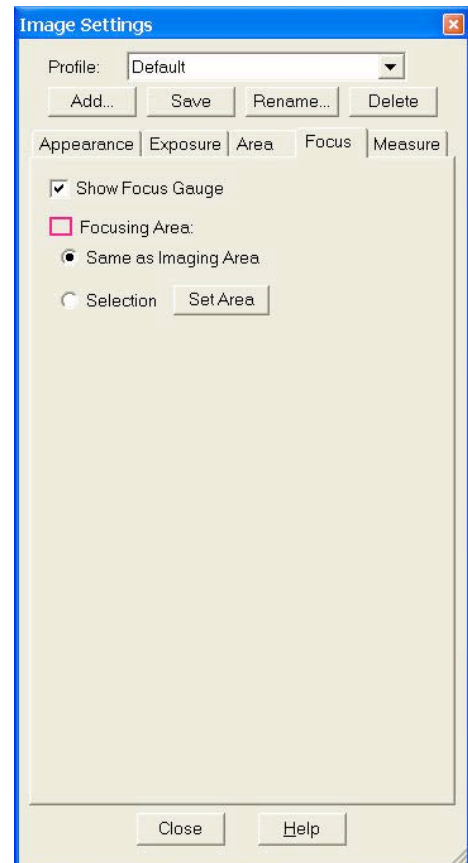 Image Settings
Profile: Default
Add... Save Rename... Delete
Appearance Exposure Area Focus Measure
Show Focus Gauge
Focusing Area:
Same as Imaging Area
Selection Set Area
Close Help